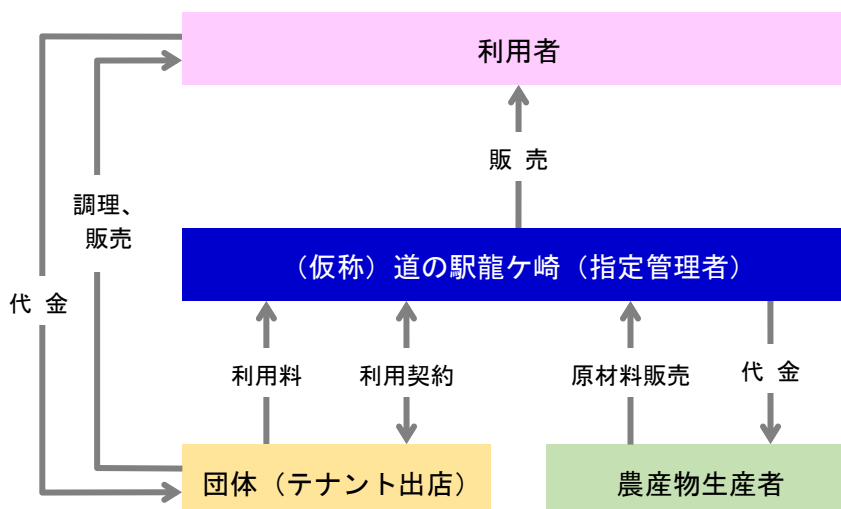 利用者
販 売
調理、
販売
（仮称）道の駅龍ケ崎（指定管理者）
代 金
利用料
利用契約
原材料販売
代 金
団体（テナント出店）
農産物生産者